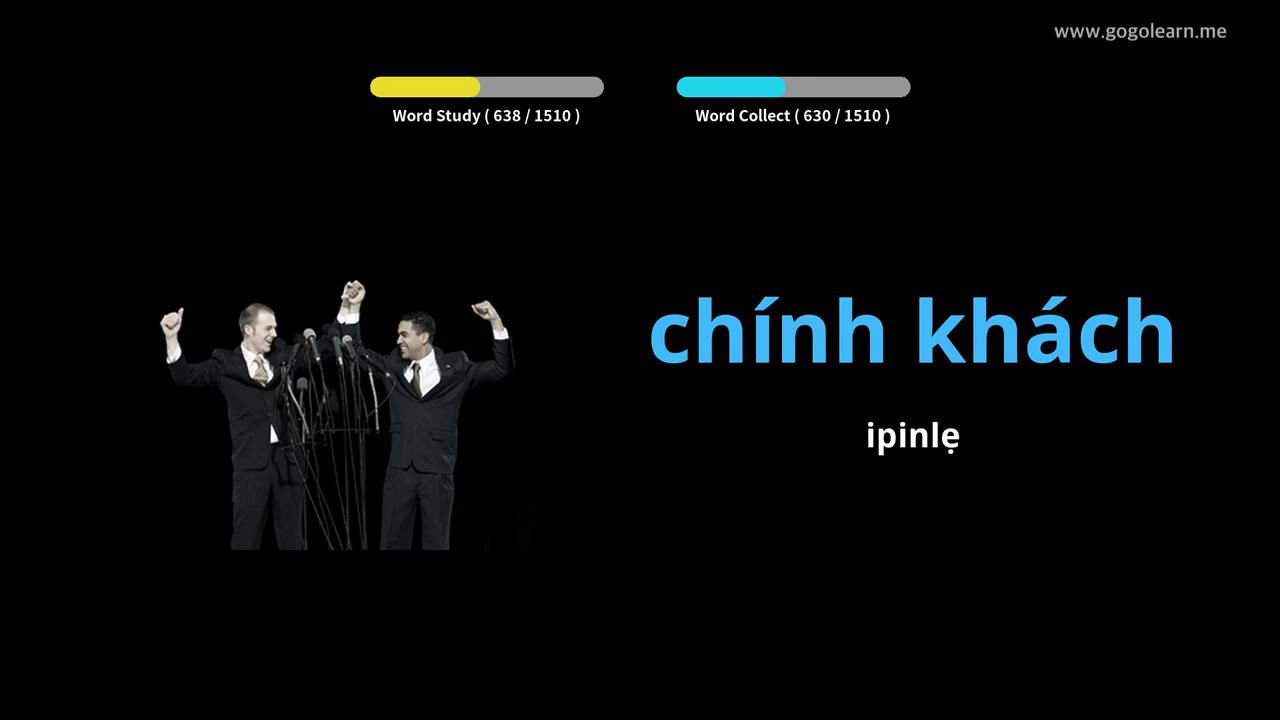 www.gogolearn.me
Word Study ( 638 / 1510 )
Word Collect ( 630 / 1510 )
chính khách
ipinlẹ